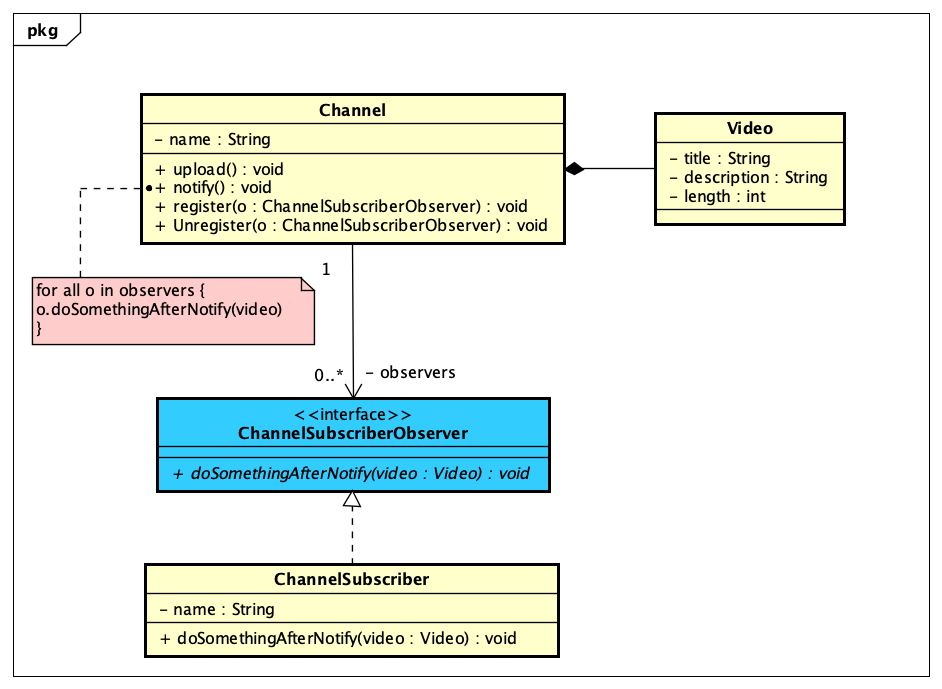 pkg
Channel
- name : String
+ upload() : void
+ notify() : void
+ register(o : ChannelSubscriberObserver) : void
+ Unregister(o : ChannelSubscriberObserver) : void
Video
- title : String
- description : String
- length : int
for all o in observers {
o.doSomethingAfterNotify(video)
}
1
0..*
- observers
<<interface>>
ChannelSubscriberObserver
+ doSomethingAfterNotify(video : Video) : void
ChannelSubscriber
- name : String
+ doSomethingAfterNotify(video : Video) : void